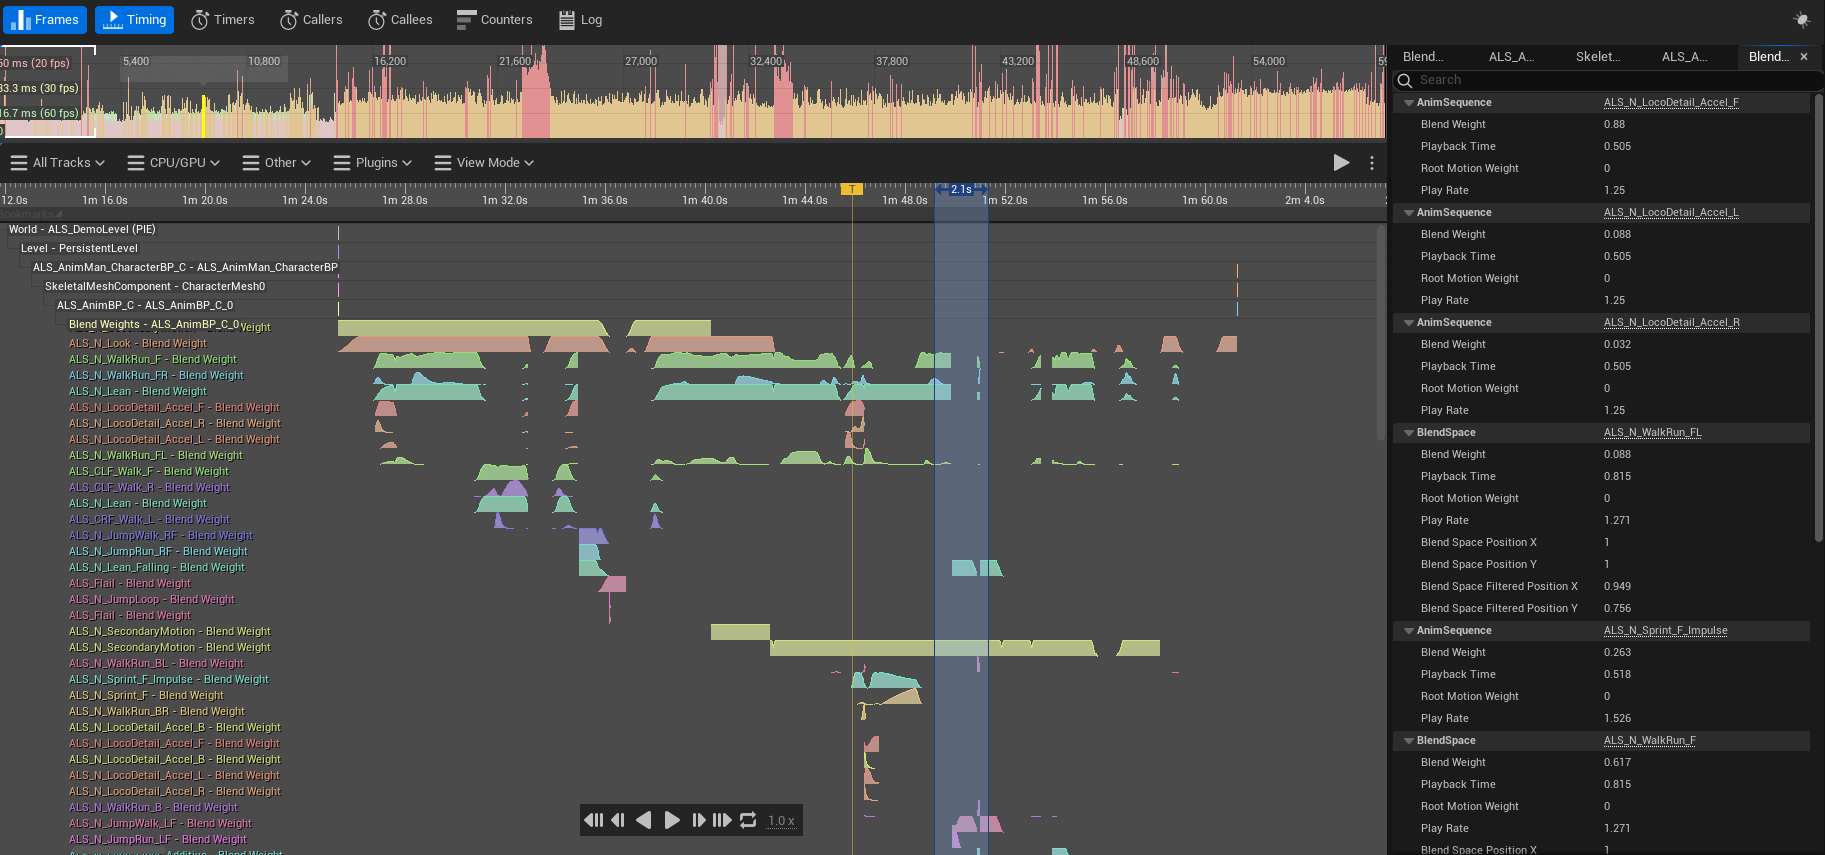 Frames Timing Timers Callers Callees Counters Log
50 ms (20 fps)
33.3 ms (30 fps)
16.7 ms (60 fps)
0
5,400 10,800 16,200 21,600 27,000 32,400 37,800 43,200 48,600 54,000 59
All Tracks CPU/GPU Other Plugins View Mode
T 2.1s
12.0s 1m 16.0s 1m 20.0s 1m 24.0s 1m 28.0s 1m 32.0s 1m 36.0s 1m 40.0s 1m 44.0s 1m 48.0s 1m 52.0s 1m 56.0s 1m 60.0s 2m 4.0s
Bookmarks
World - ALS_DemoLevel (PIE)
Level - PersistentLevel
ALS_AnimMan_CharacterBP_C - ALS_AnimMan_CharacterBP
SkeletalMeshComponent - CharacterMesh0
ALS_AnimBP_C - ALS_AnimBP_C_0
Blend Weights - ALS_AnimBP_C_0
ALS_N_Look - Blend Weight
ALS_N_WalkRun_F - Blend Weight
ALS_N_WalkRun_FR - Blend Weight
ALS_N_Lean - Blend Weight
ALS_N_LocoDetail_Accel_F - Blend Weight
ALS_N_LocoDetail_Accel_R - Blend Weight
ALS_N_LocoDetail_Accel_L - Blend Weight
ALS_N_WalkRun_FL - Blend Weight
ALS_CLF_Walk_F - Blend Weight
ALS_CLF_Walk_R - Blend Weight
ALS_N_Lean - Blend Weight
ALS_CRF_Walk_L - Blend Weight
ALS_N_JumpWalk_RF - Blend Weight
ALS_N_JumpRun_RF - Blend Weight
ALS_N_Lean_Falling - Blend Weight
ALS_Flail - Blend Weight
ALS_N_JumpLoop - Blend Weight
ALS_Flail - Blend Weight
ALS_N_SecondaryMotion - Blend Weight
ALS_N_SecondaryMotion - Blend Weight
ALS_N_WalkRun_BL - Blend Weight
ALS_N_Sprint_F_Impulse - Blend Weight
ALS_N_Sprint_F - Blend Weight
ALS_N_WalkRun_BR - Blend Weight
ALS_N_LocoDetail_Accel_B - Blend Weight
ALS_N_LocoDetail_Accel_F - Blend Weight
ALS_N_LocoDetail_Accel_B - Blend Weight
ALS_N_LocoDetail_Accel_L - Blend Weight
ALS_N_LocoDetail_Accel_R - Blend Weight
ALS_N_WalkRun_B - Blend Weight
ALS_N_JumpWalk_LF - Blend Weight
ALS_N_JumpRun_LF - Blend Weight
1.0 x
Blend... ALS_A... Skelet... ALS_A... Blend...
Search
AnimSequence ALS_N_LocoDetail_Accel_F
Blend Weight 0.88
Playback Time 0.505
Root Motion Weight 0
Play Rate 1.25
AnimSequence ALS_N_LocoDetail_Accel_L
Blend Weight 0.088
Playback Time 0.505
Root Motion Weight 0
Play Rate 1.25
AnimSequence ALS_N_LocoDetail_Accel_R
Blend Weight 0.032
Playback Time 0.505
Root Motion Weight 0
Play Rate 1.25
BlendSpace ALS_N_WalkRun_FL
Blend Weight 0.088
Playback Time 0.815
Root Motion Weight 0
Play Rate 1.271
Blend Space Position X 1
Blend Space Position Y 1
Blend Space Filtered Position X 0.949
Blend Space Filtered Position Y 0.756
AnimSequence ALS_N_Sprint_F_Impulse
Blend Weight 0.263
Playback Time 0.518
Root Motion Weight 0
Play Rate 1.526
BlendSpace ALS_N_WalkRun_F
Blend Weight 0.617
Playback Time 0.815
Root Motion Weight 0
Play Rate 1.271
Blend Space Position X 1